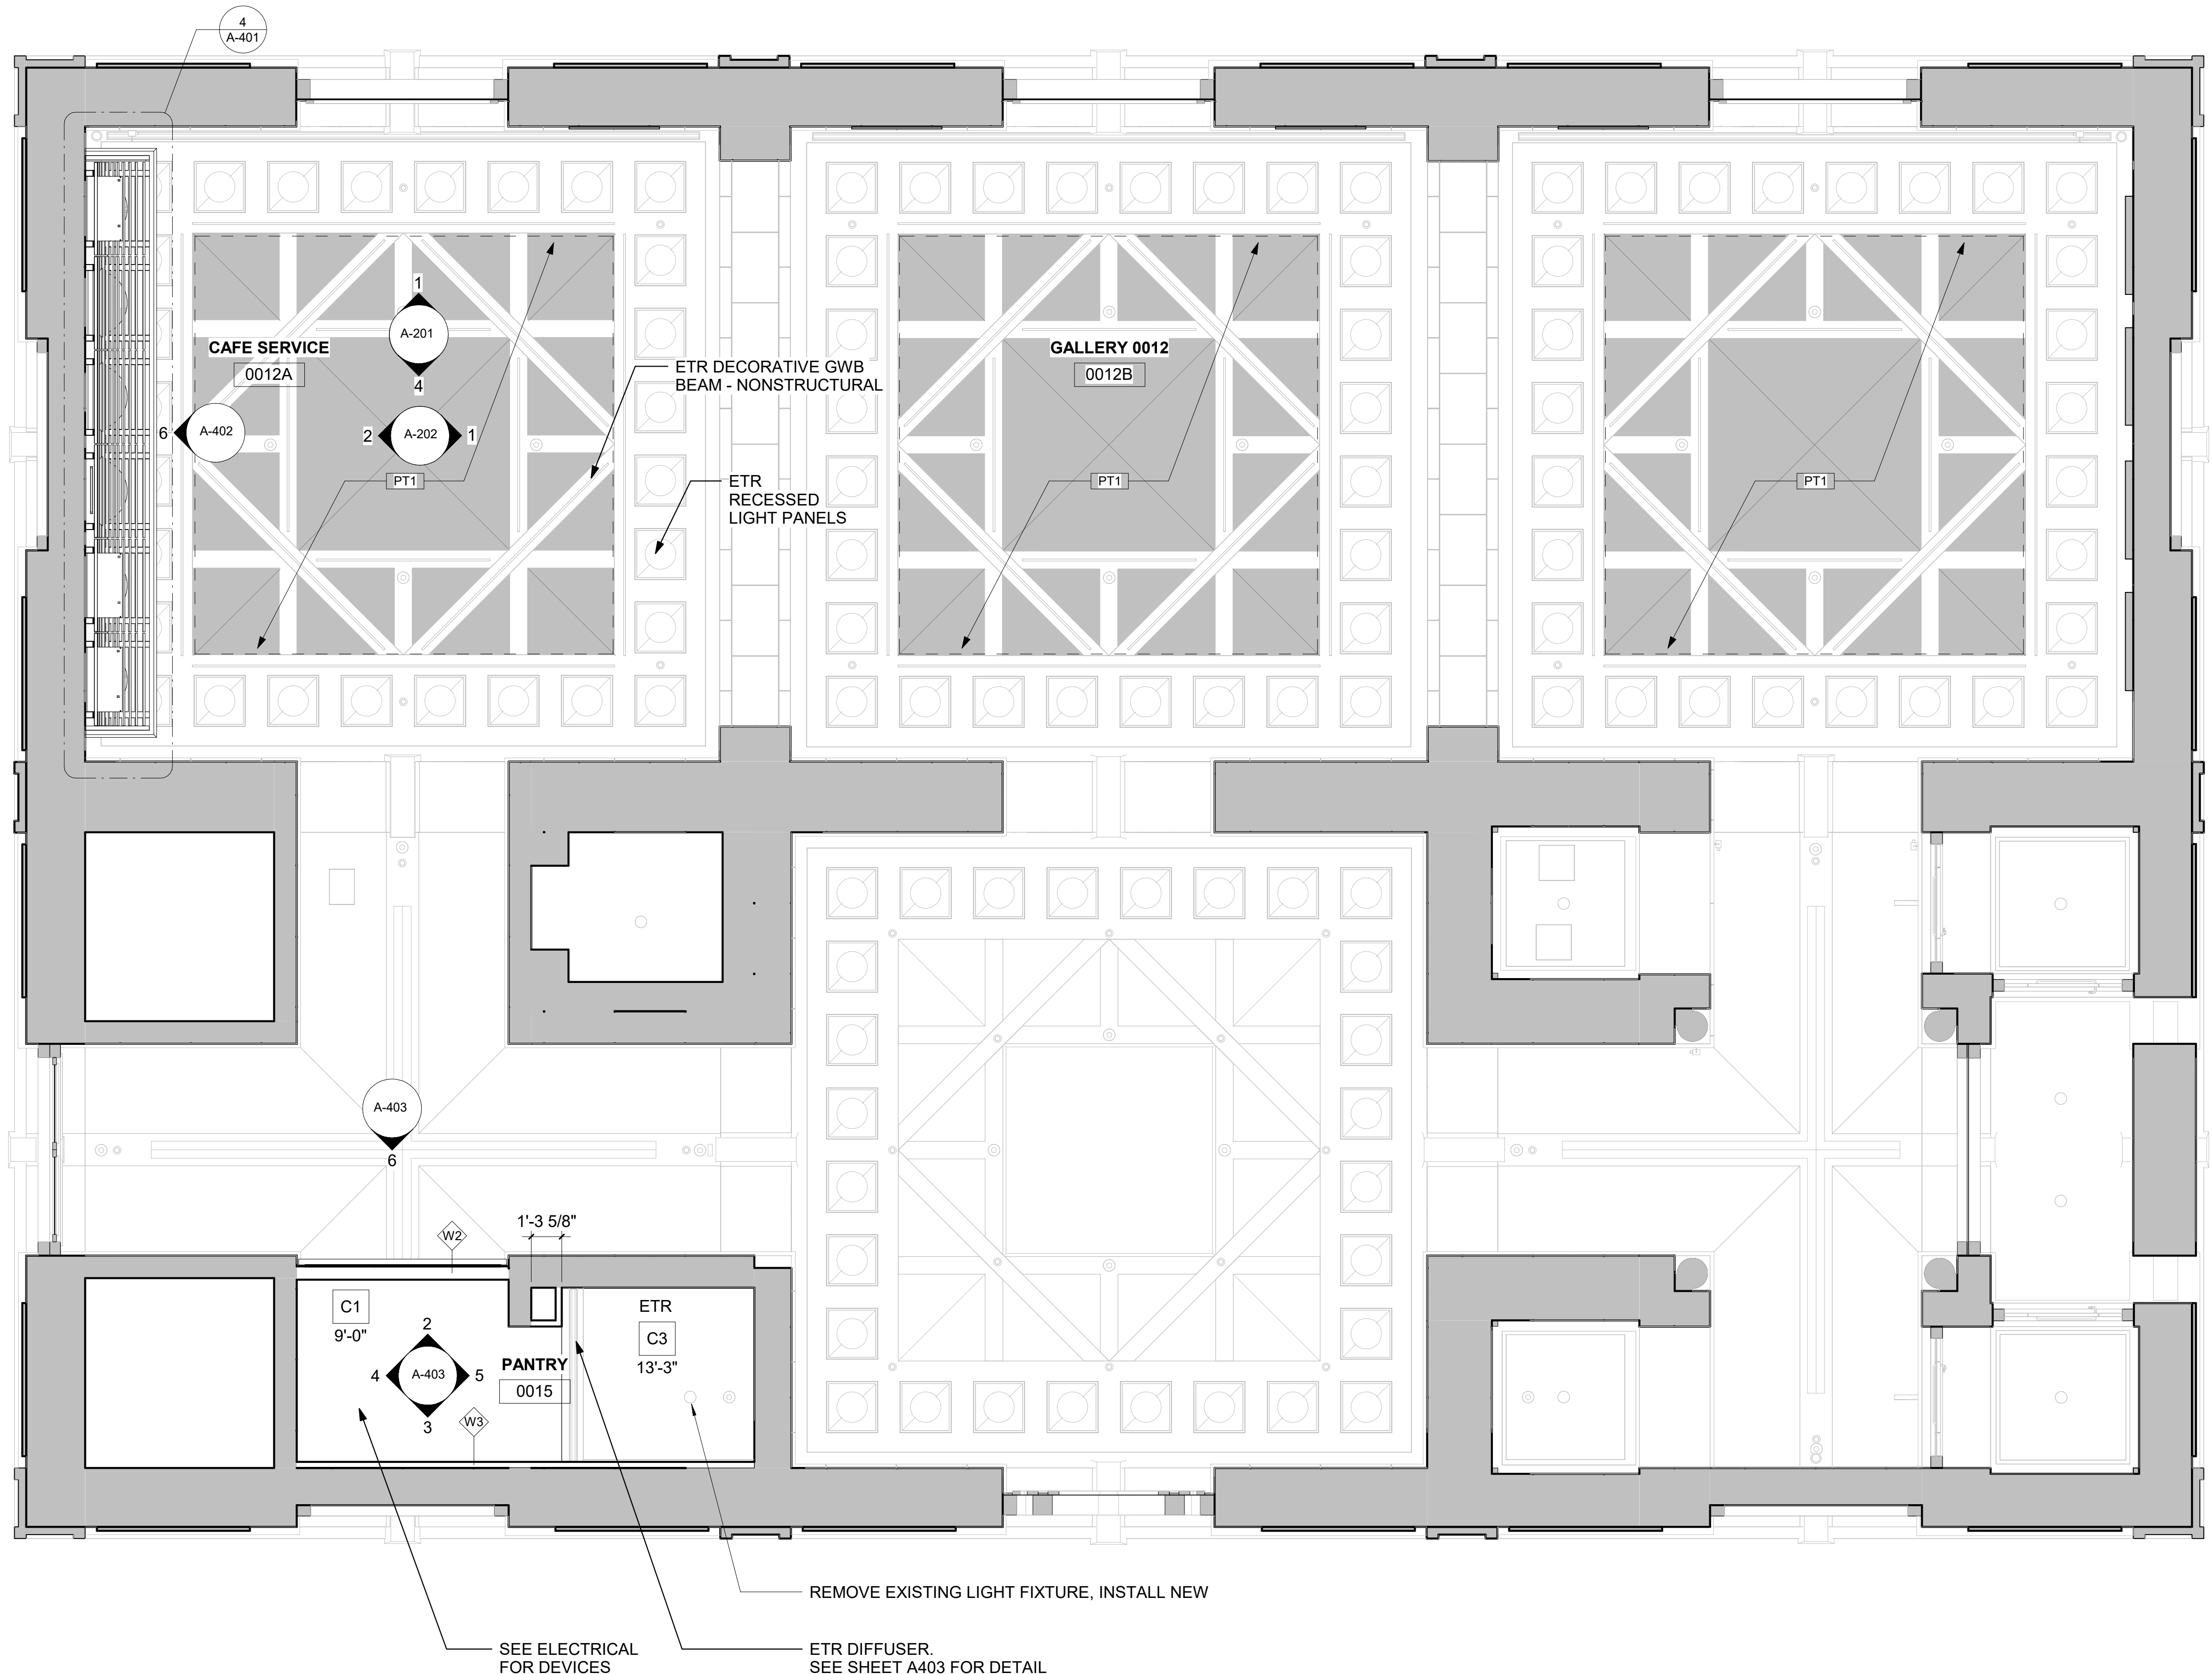 4
A-401
1
A-201
4
CAFE SERVICE
0012A
GALLERY 0012
0012B
ETR DECORATIVE GWB
BEAM - NONSTRUCTURAL
6
A-402
2
A-202
1
PT1
PT1
PT1
ETR
RECESSED
LIGHT PANELS
A-403
6
W2
1'-3 5/8"
C1
9'-0"
ETR
C3
13'-3"
2
4
A-403
5
3
PANTRY
0015
W3
REMOVE EXISTING LIGHT FIXTURE, INSTALL NEW
SEE ELECTRICAL
FOR DEVICES
ETR DIFFUSER.
SEE SHEET A403 FOR DETAIL